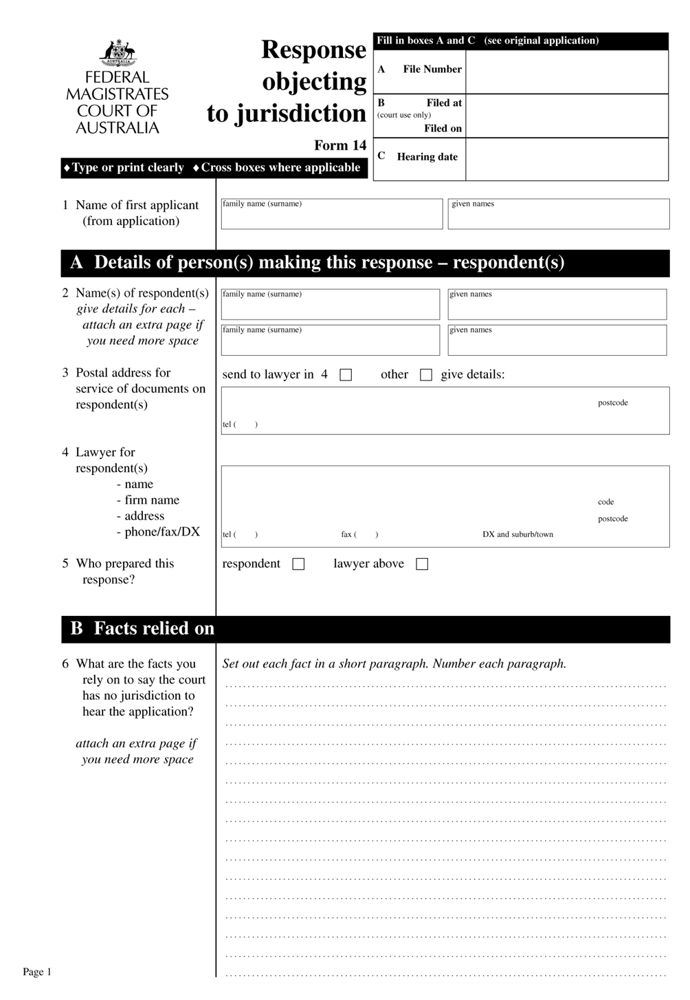 AUSTRALIA
FEDERAL
MAGISTRATES
COURT OF
AUSTRALIA
Response
objecting
to jurisdiction
Form 14
♦Type or print clearly ♦Cross boxes where applicable
Fill in boxes A and C (see original application)
A File Number
B Filed at
(court use only)
Filed on
C Hearing date
1 Name of first applicant
(from application)
family name (surname) given names
A Details of person(s) making this response – respondent(s)
2 Name(s) of respondent(s)
give details for each –
attach an extra page if
you need more space
family name (surname) given names
family name (surname) given names
3 Postal address for
service of documents on
respondent(s)
send to lawyer in 4 other give details:
postcode
tel ( )
4 Lawyer for
respondent(s)
- name
- firm name
- address
- phone/fax/DX
code
postcode
tel ( ) fax ( ) DX and suburb/town
5 Who prepared this
response?
respondent lawyer above
B Facts relied on
6 What are the facts you
rely on to say the court
has no jurisdiction to
hear the application?
attach an extra page if
you need more space
Set out each fact in a short paragraph. Number each paragraph.
Page 1